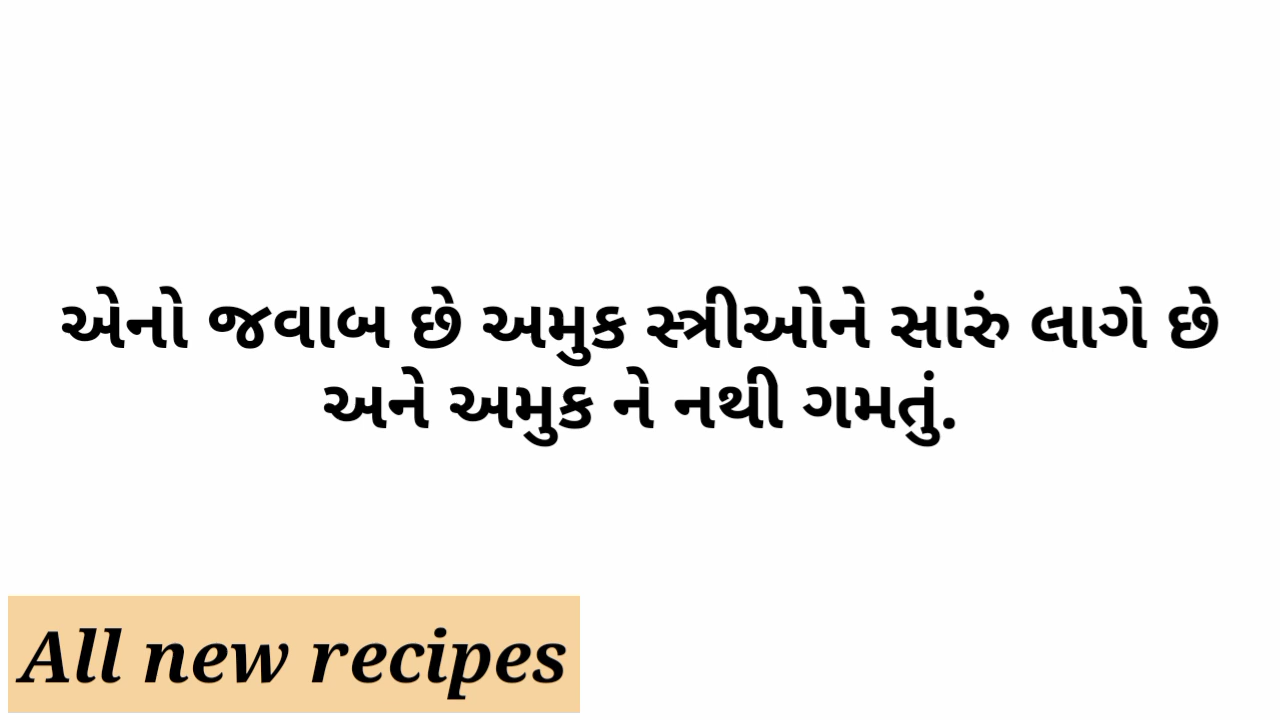 એનો જવાબ છે અમુક સ્ત્રીઓને સારું લાગે છે
અને અમુક ને નથી ગમતું.
All new recipes